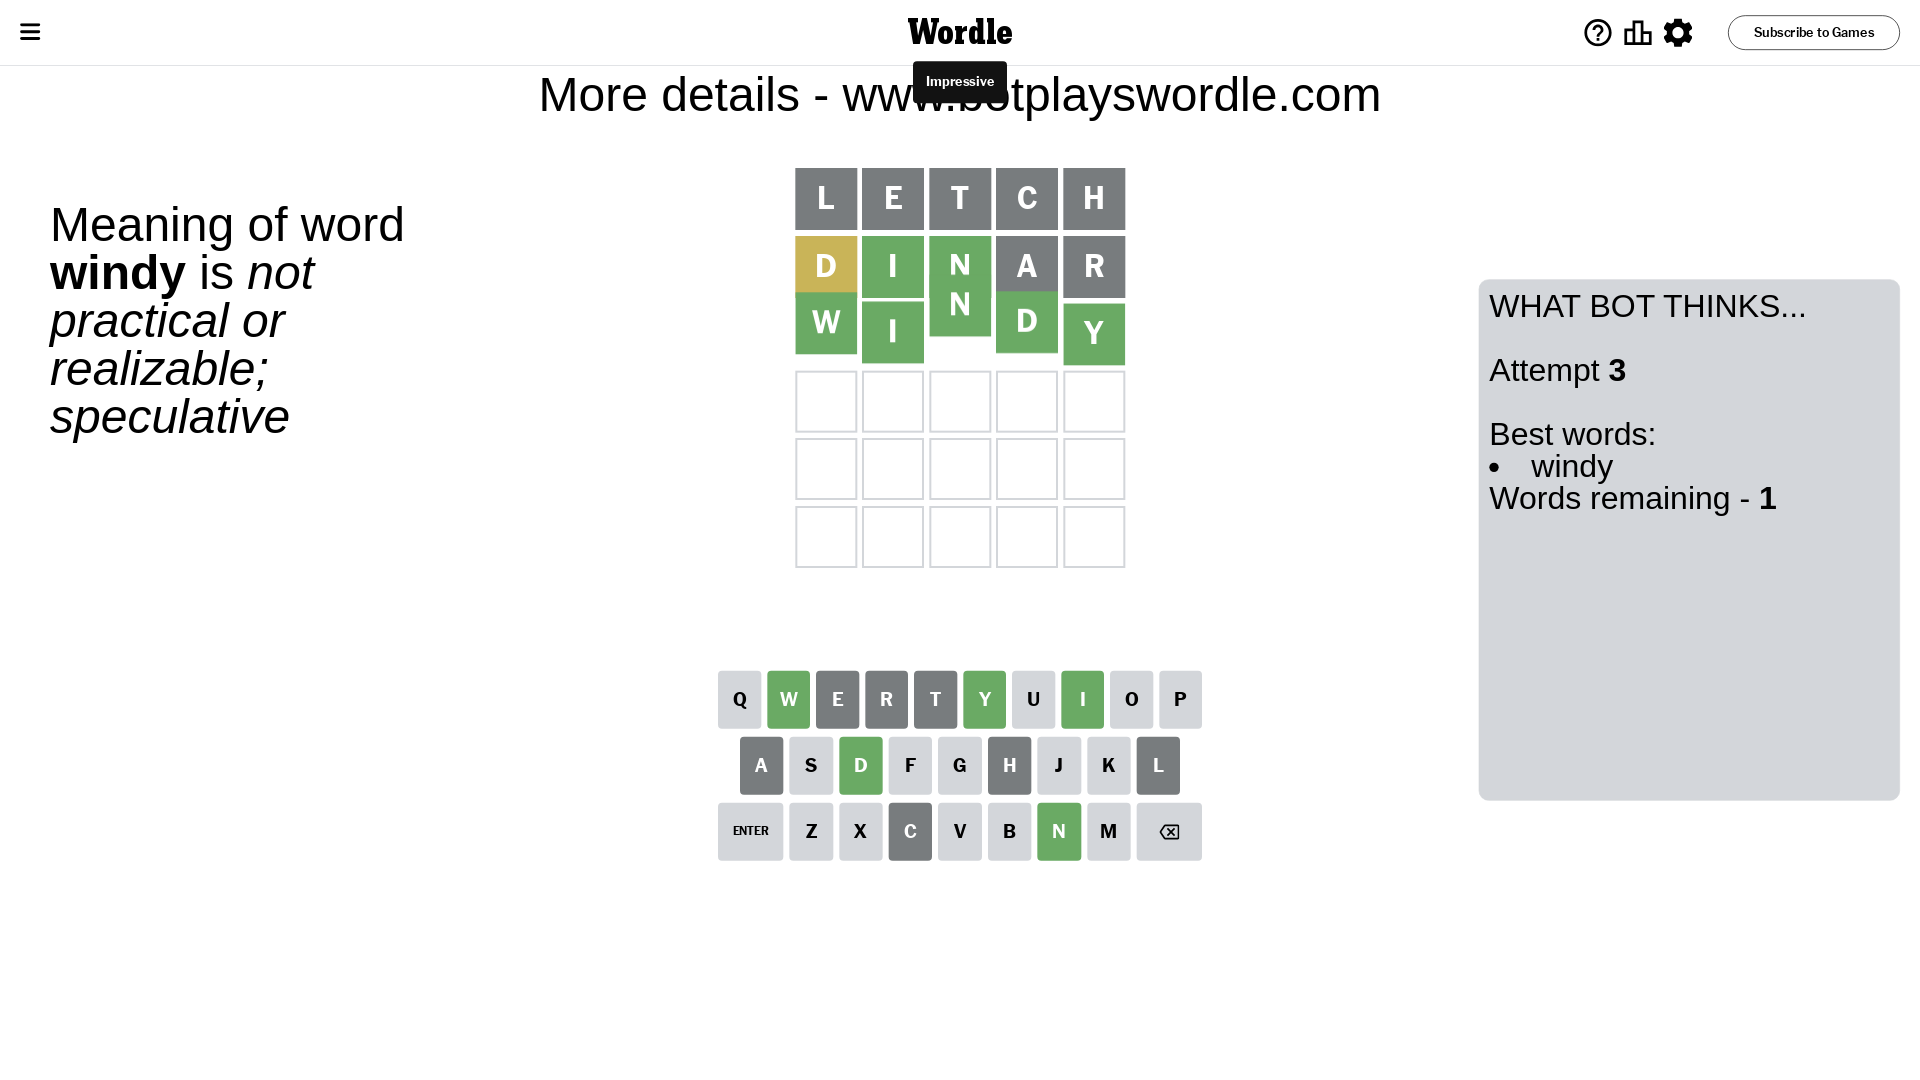 Wordle
Subscribe to Games
Impressive
More details - www.botplayswordle.com
Meaning of word
windy is not
practical or
realizable;
speculative
L E T C H
D I N A R
W I N D Y
WHAT BOT THINKS...
Attempt 3
Best words:
• windy
Words remaining - 1
Q W E R T Y U I O P
A S D F G H J K L
ENTER Z X C V B N M